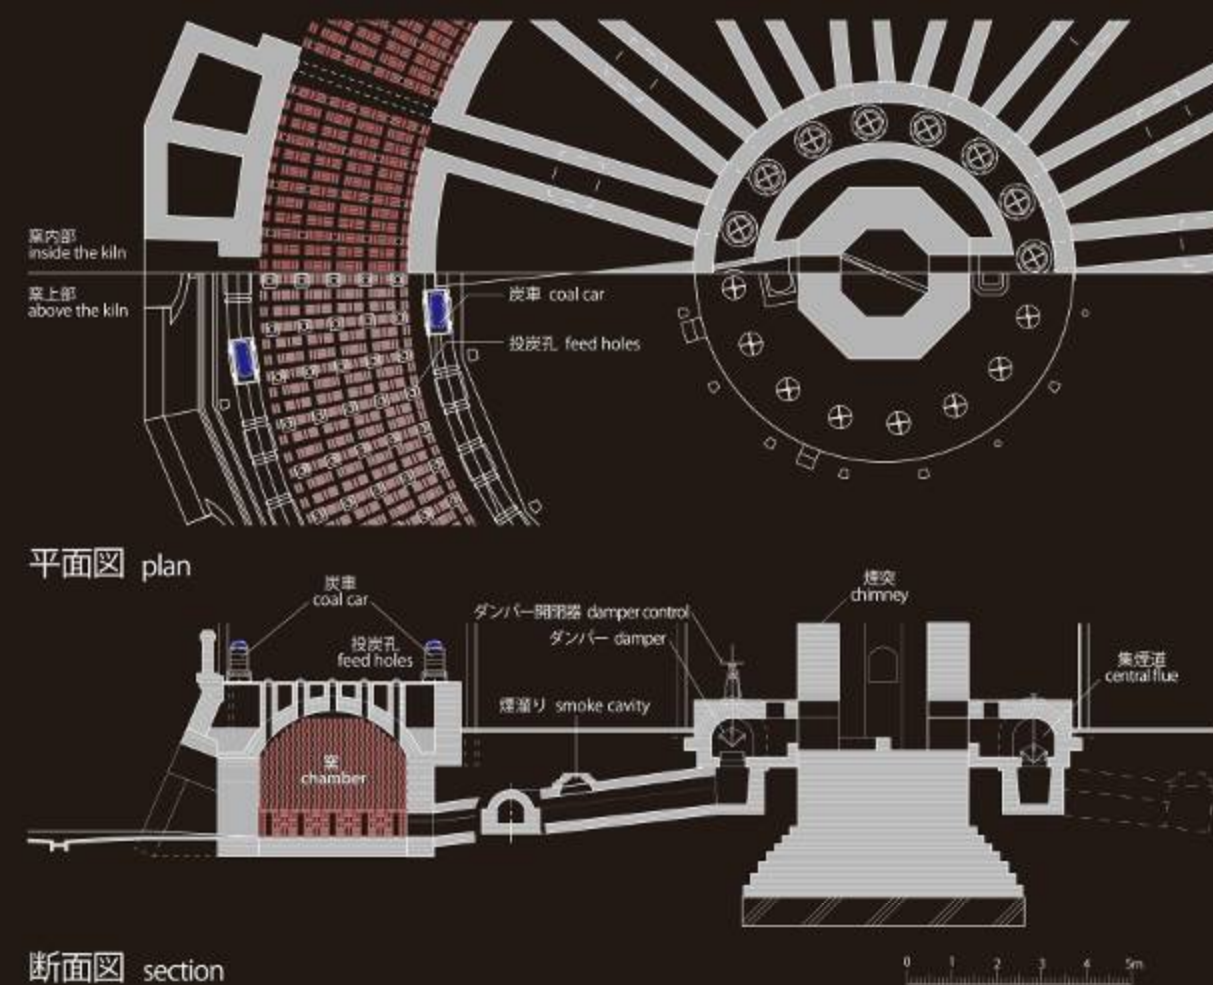 窯内部
inside the kiln
窯上部
above the kiln
炭車 coal car
投炭孔 feed holes
平面図 plan
炭車
coal car
投炭孔
feed holes
ダンパー開閉器 damper control
ダンパー damper
煙突
chimney
集煙道
central flue
煙溜り smoke cavity
窯
chamber
断面図 section
0 1 2 3 4 5m